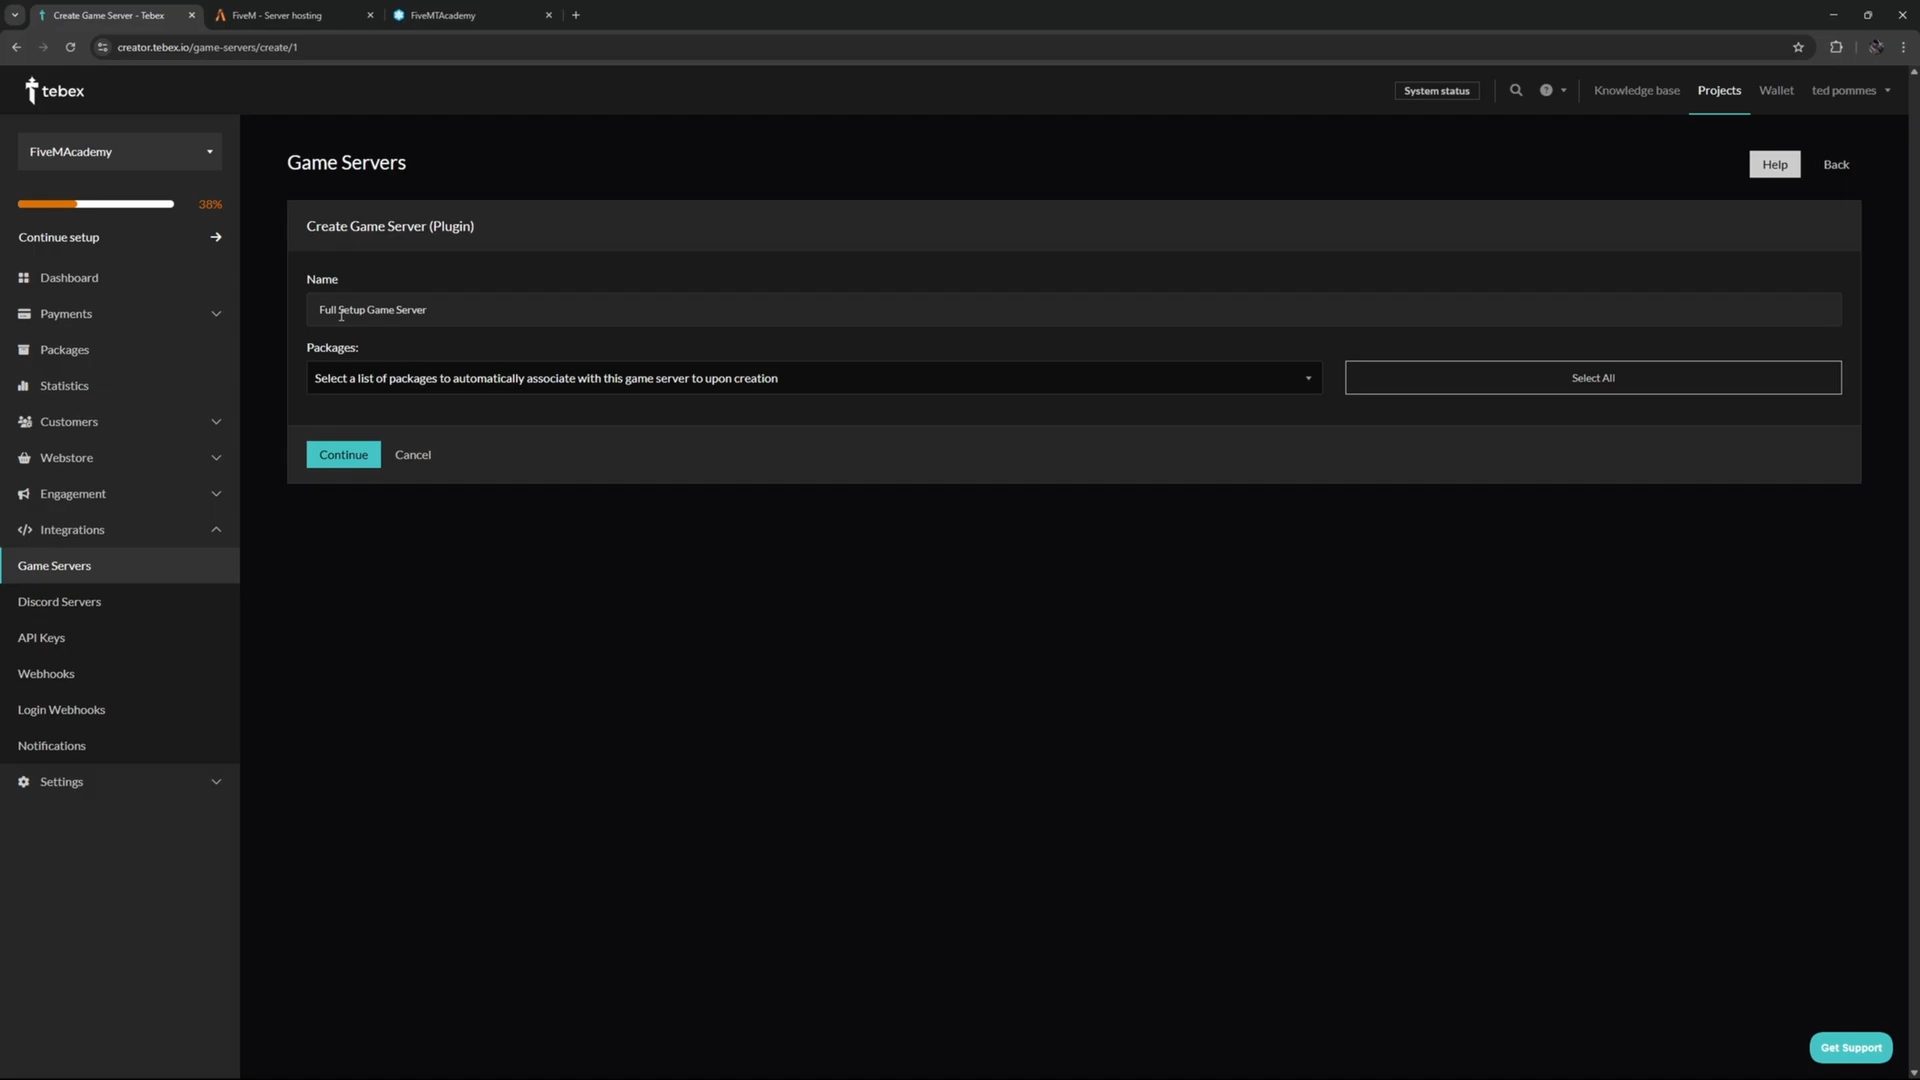 Create Game Server - Tebex
FiveM - Server hosting
FiveMTAcademy
creator.tebex.io/game-servers/create/1
tebex
System status
Knowledge base
Projects
Wallet
ted pommes
FiveMAcademy
38%
Continue setup
Dashboard
Payments
Packages
Statistics
Customers
Webstore
Engagement
Integrations
Game Servers
Discord Servers
API Keys
Webhooks
Login Webhooks
Notifications
Settings
Game Servers
Help
Back
Create Game Server (Plugin)
Name
Full Setup Game Server
Packages:
Select a list of packages to automatically associate with this game server to upon creation
Select All
Continue
Cancel
Get Support